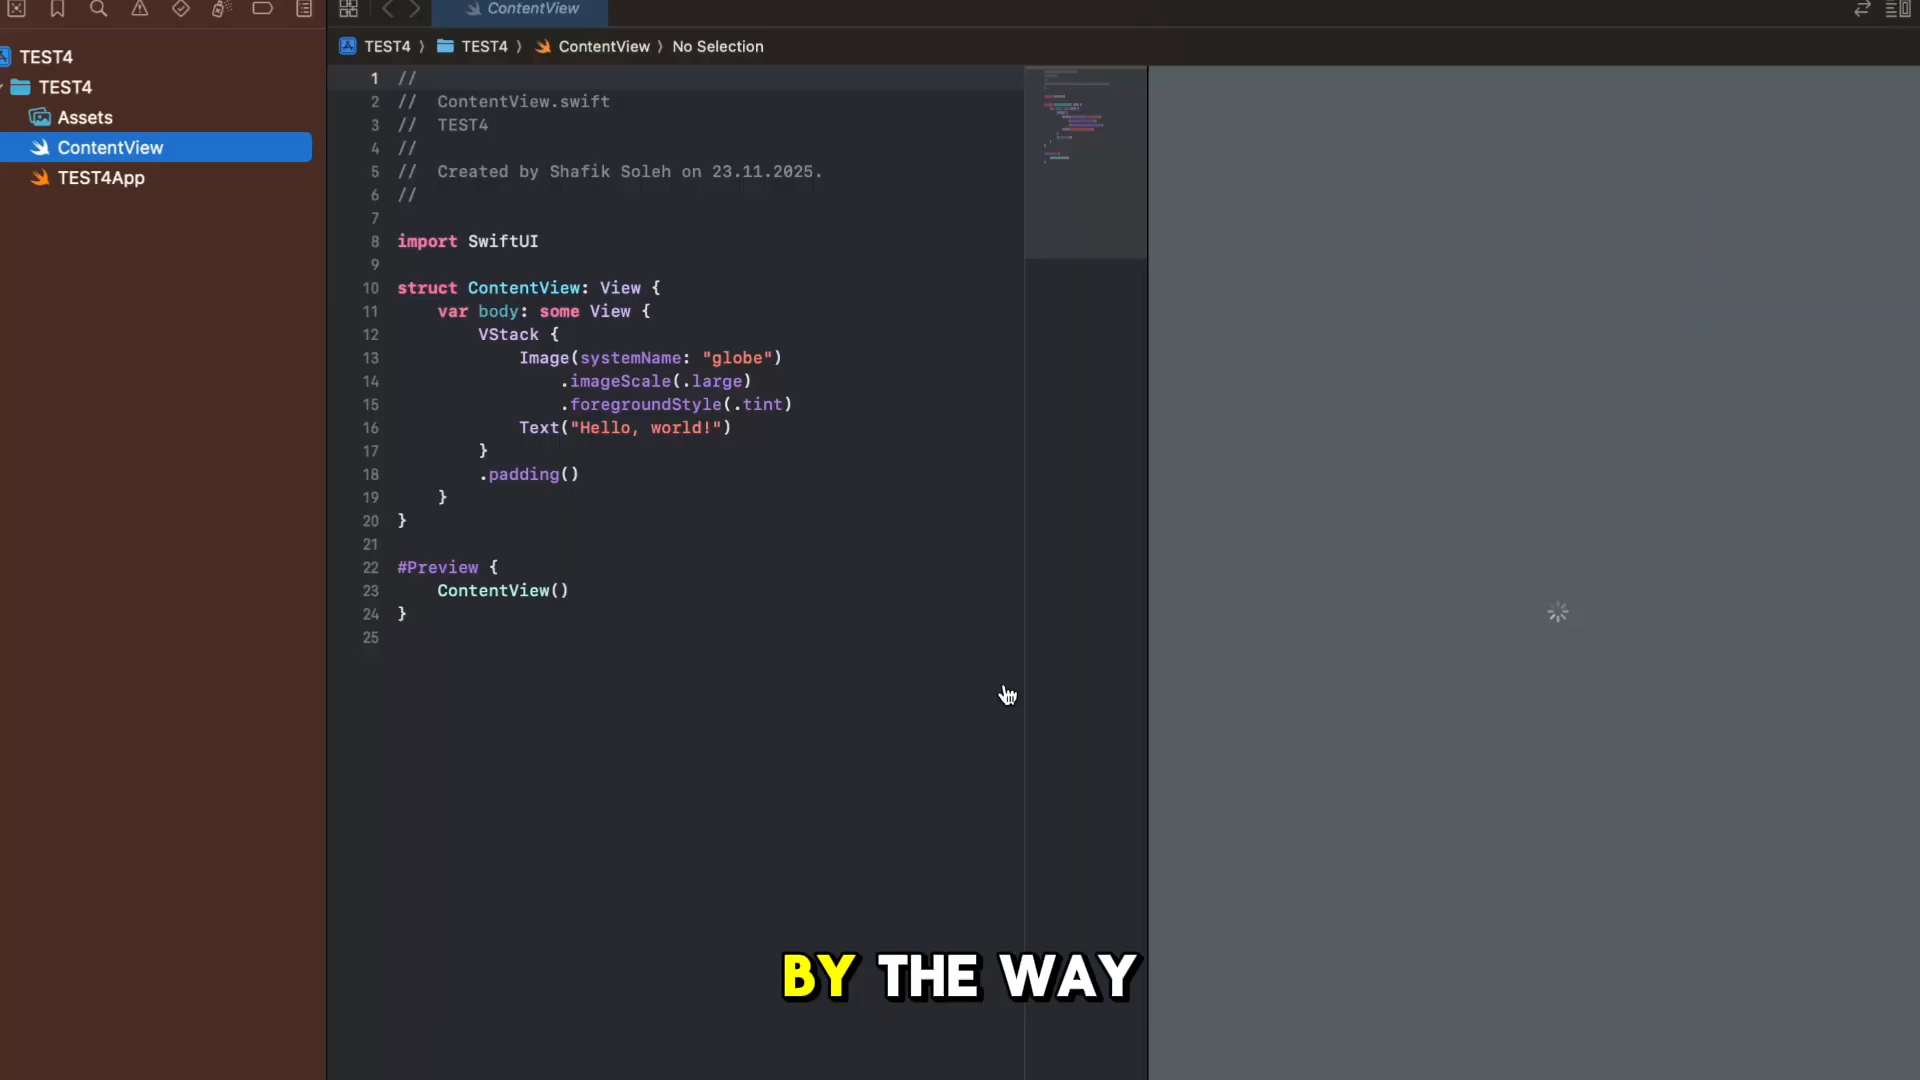 ContentView
TEST4 › TEST4 › ContentView › No Selection
TEST4
TEST4
Assets
ContentView
TEST4App
1 //
2 //  ContentView.swift
3 //  TEST4
4 //
5 //  Created by Shafik Soleh on 23.11.2025.
6 //
7
8 import SwiftUI
9
10 struct ContentView: View {
11     var body: some View {
12         VStack {
13             Image(systemName: "globe")
14                 .imageScale(.large)
15                 .foregroundStyle(.tint)
16             Text("Hello, world!")
17         }
18         .padding()
19     }
20 }
21
22 #Preview {
23     ContentView()
24 }
25
BY THE WAY